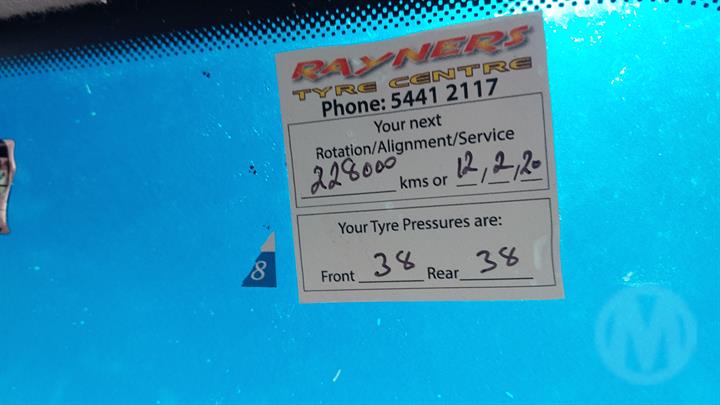 RAYNERS
TYRE CENTRE
Phone: 5441 2117
Your next
Rotation/Alignment/Service
228000 kms or 12/2/20
Your Tyre Pressures are:
Front 38 Rear 38
8
M